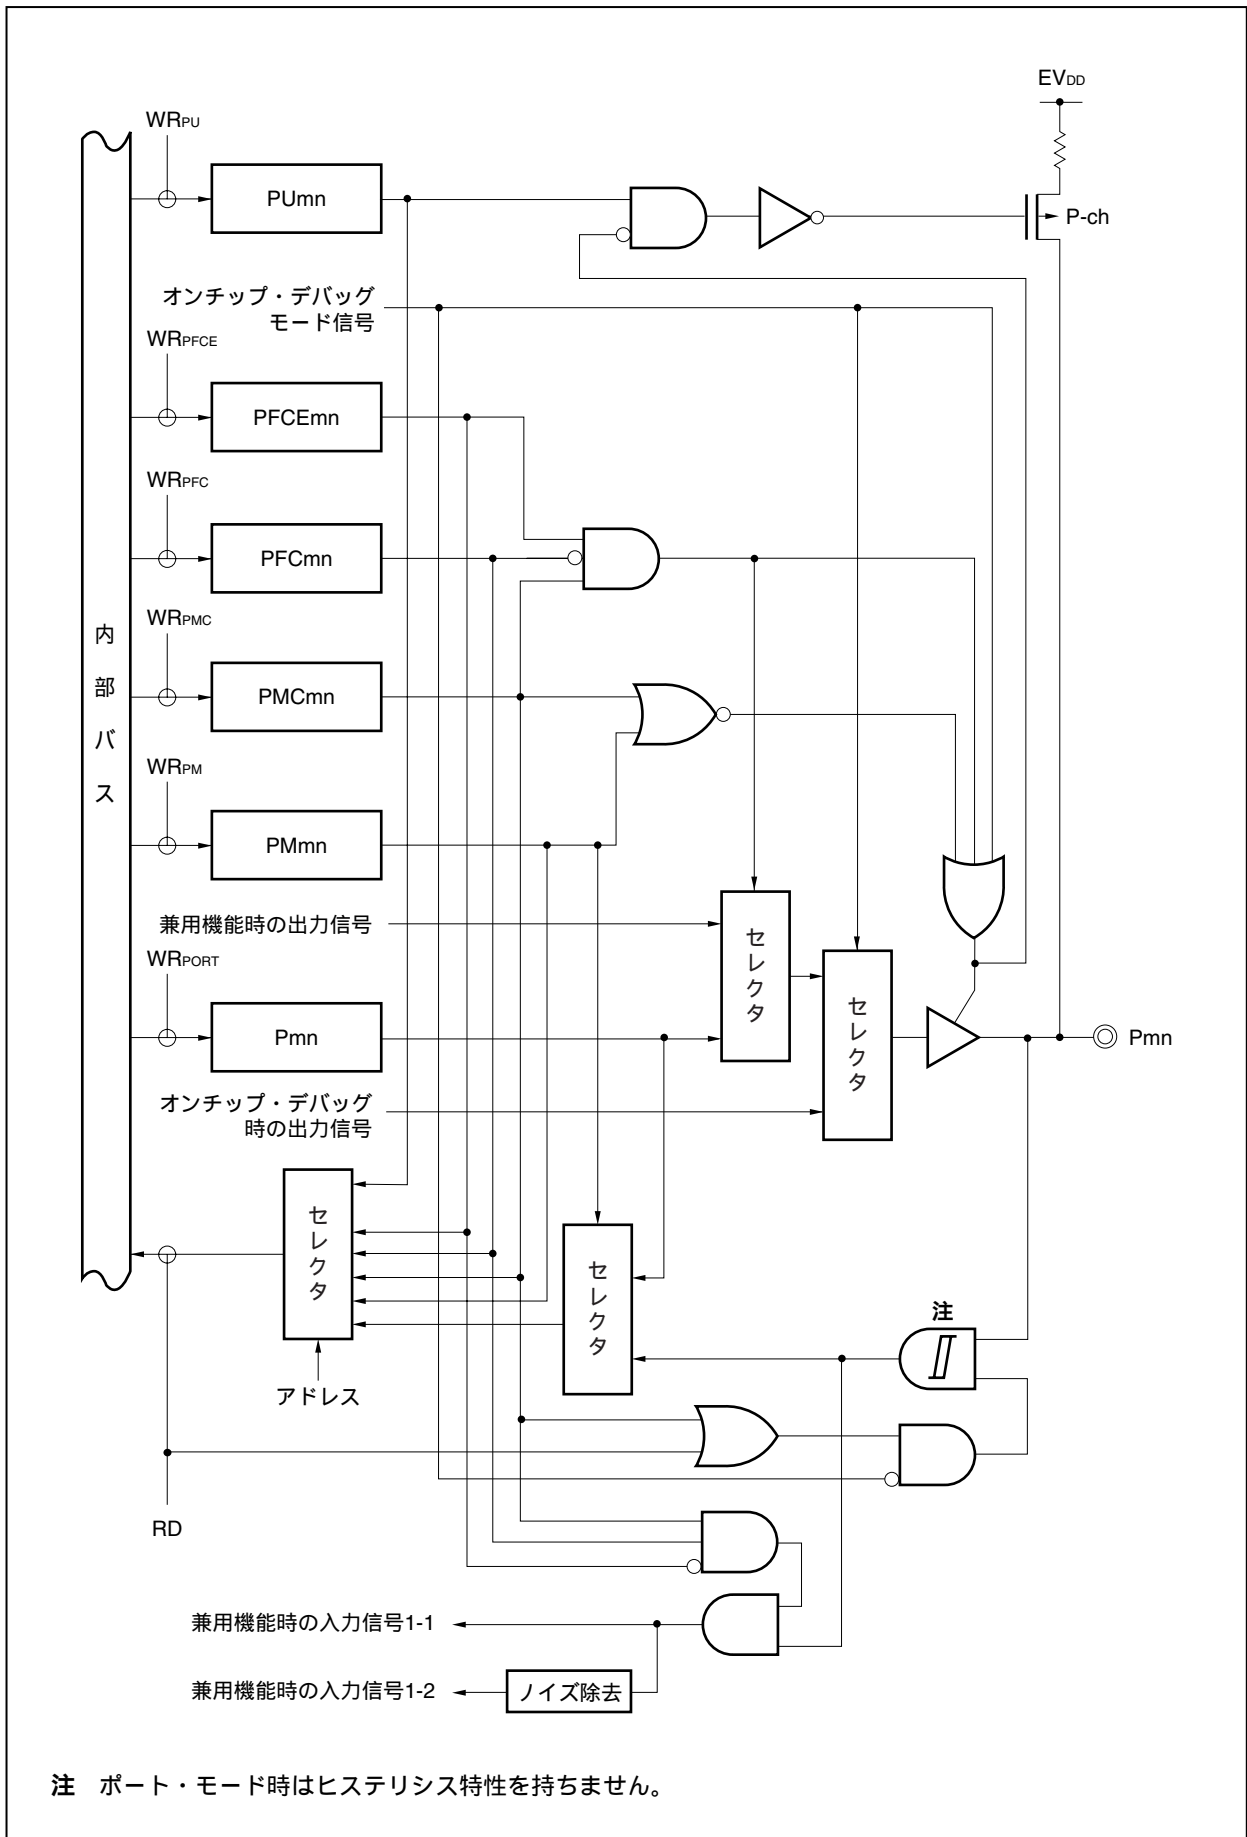 EVDD
WRPU
PUmn
P-ch
オンチップ・デバッグ
モード信号
WRPFCE
PFCEmn
WRPFC
PFCmn
内部バス
WRPMC
PMCmn
WRPM
PMmn
兼用機能時の出力信号
セレクタ
WRPORT
セレクタ
Pmn
Pmn
オンチップ・デバッグ
時の出力信号
セレクタ
セレクタ
注
アドレス
RD
兼用機能時の入力信号1-1
兼用機能時の入力信号1-2
ノイズ除去
注 ポート・モード時はヒステリシス特性を持ちません。